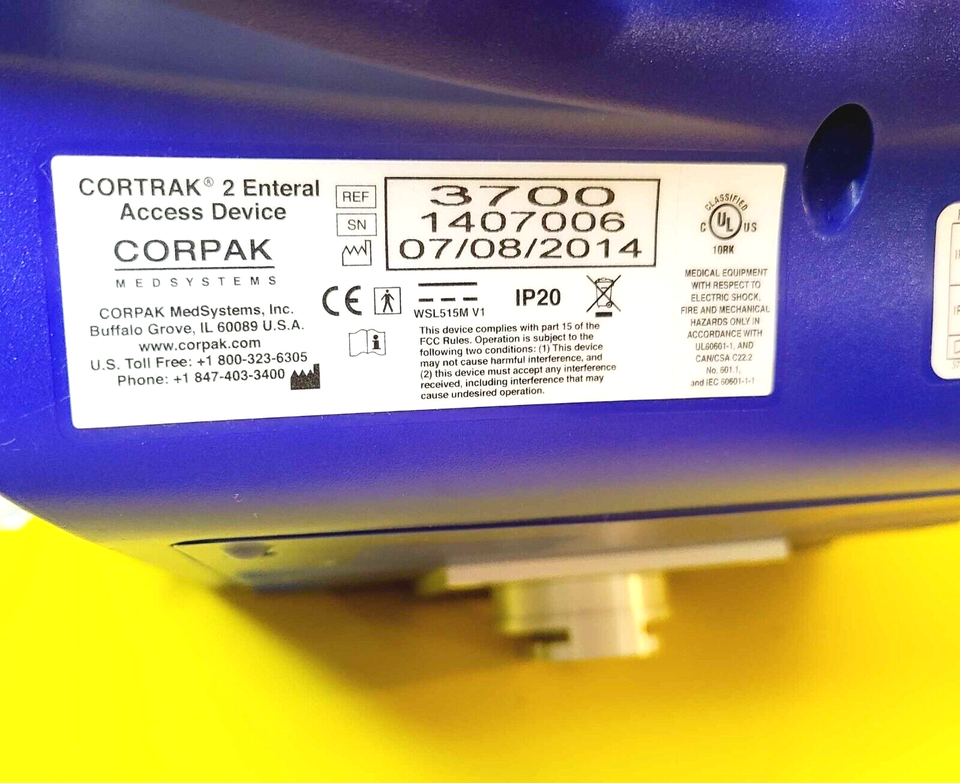 CORTRAK® 2 Enteral
Access Device
CORPAK
MEDSYSTEMS
CORPAK MedSystems, Inc.
Buffalo Grove, IL 60089 U.S.A.
www.corpak.com
U.S. Toll Free: +1 800-323-6305
Phone: +1 847-403-3400
REF 3700
SN 1407006
07/08/2014
CE
WSL515M V1
IP20
This device complies with part 15 of the
FCC Rules. Operation is subject to the
following two conditions: (1) This device
may not cause harmful interference, and
(2) this device must accept any interference
received, including interference that may
cause undesired operation.
CLASSIFIED
C UL US
10RK
MEDICAL EQUIPMENT
WITH RESPECT TO
ELECTRIC SHOCK,
FIRE AND MECHANICAL
HAZARDS ONLY IN
ACCORDANCE WITH
UL60601-1, AND
CAN/CSA C22.2
No. 601.1,
and IEC 60601-1-1